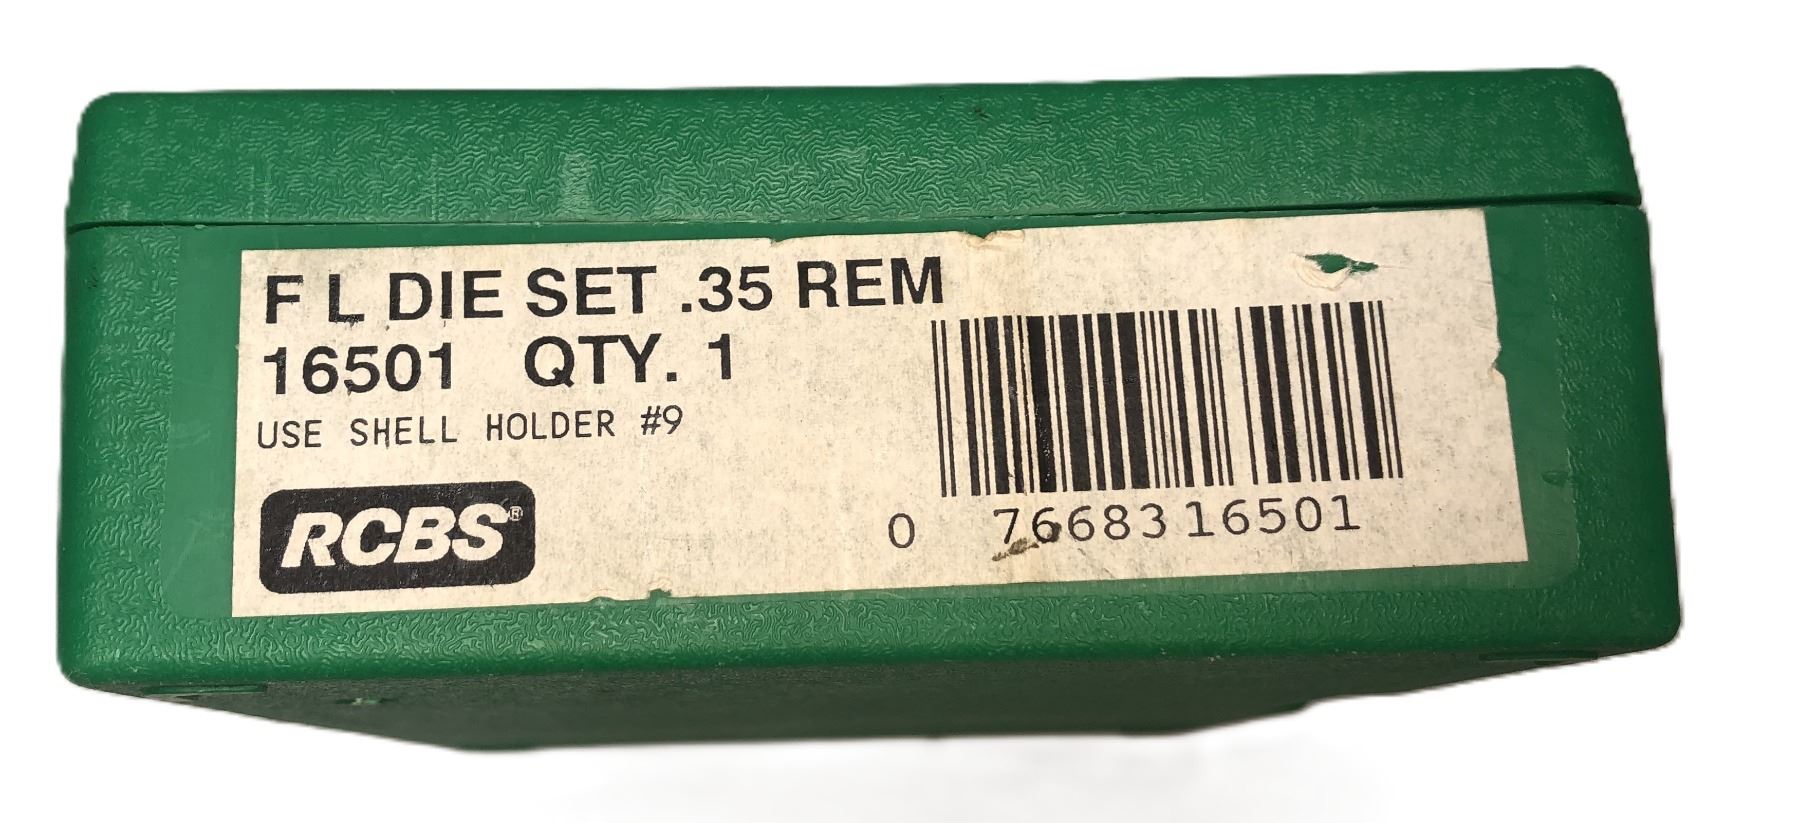 F L DIE SET .35 REM
16501 QTY. 1
USE SHELL HOLDER #9
RCBS®
0 76683 16501